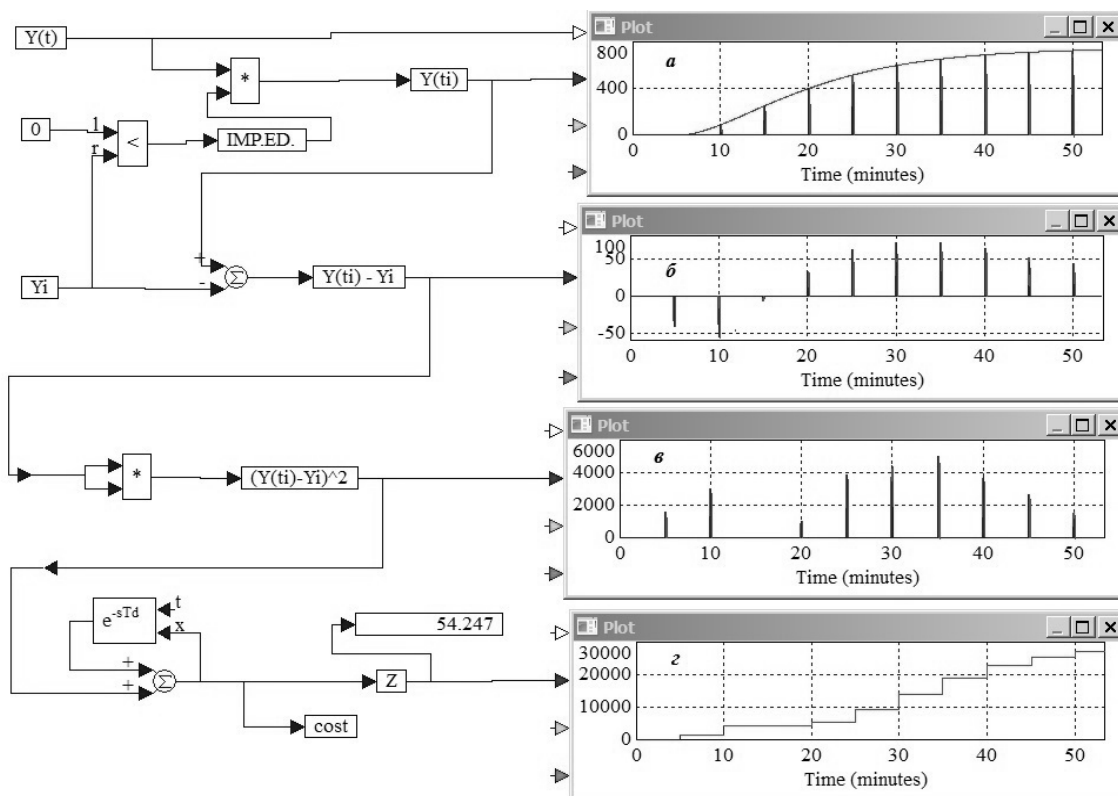 Y(t)
*
Y(ti)
0
l
r
<
IMP.ED.
Yi
+
-
Σ
Y(ti) - Yi
*
(Y(ti)-Yi)^2
e-sTd
t
x
+
+
Σ
54.247
Z
cost
Plot
а
800
400
0
0 10 20 30 40 50
Time (minutes)
Plot
б
100
50
0
-50
0 10 20 30 40 50
Time (minutes)
Plot
в
6000
4000
2000
0
0 10 20 30 40 50
Time (minutes)
Plot
г
30000
20000
10000
0
0 10 20 30 40 50
Time (minutes)